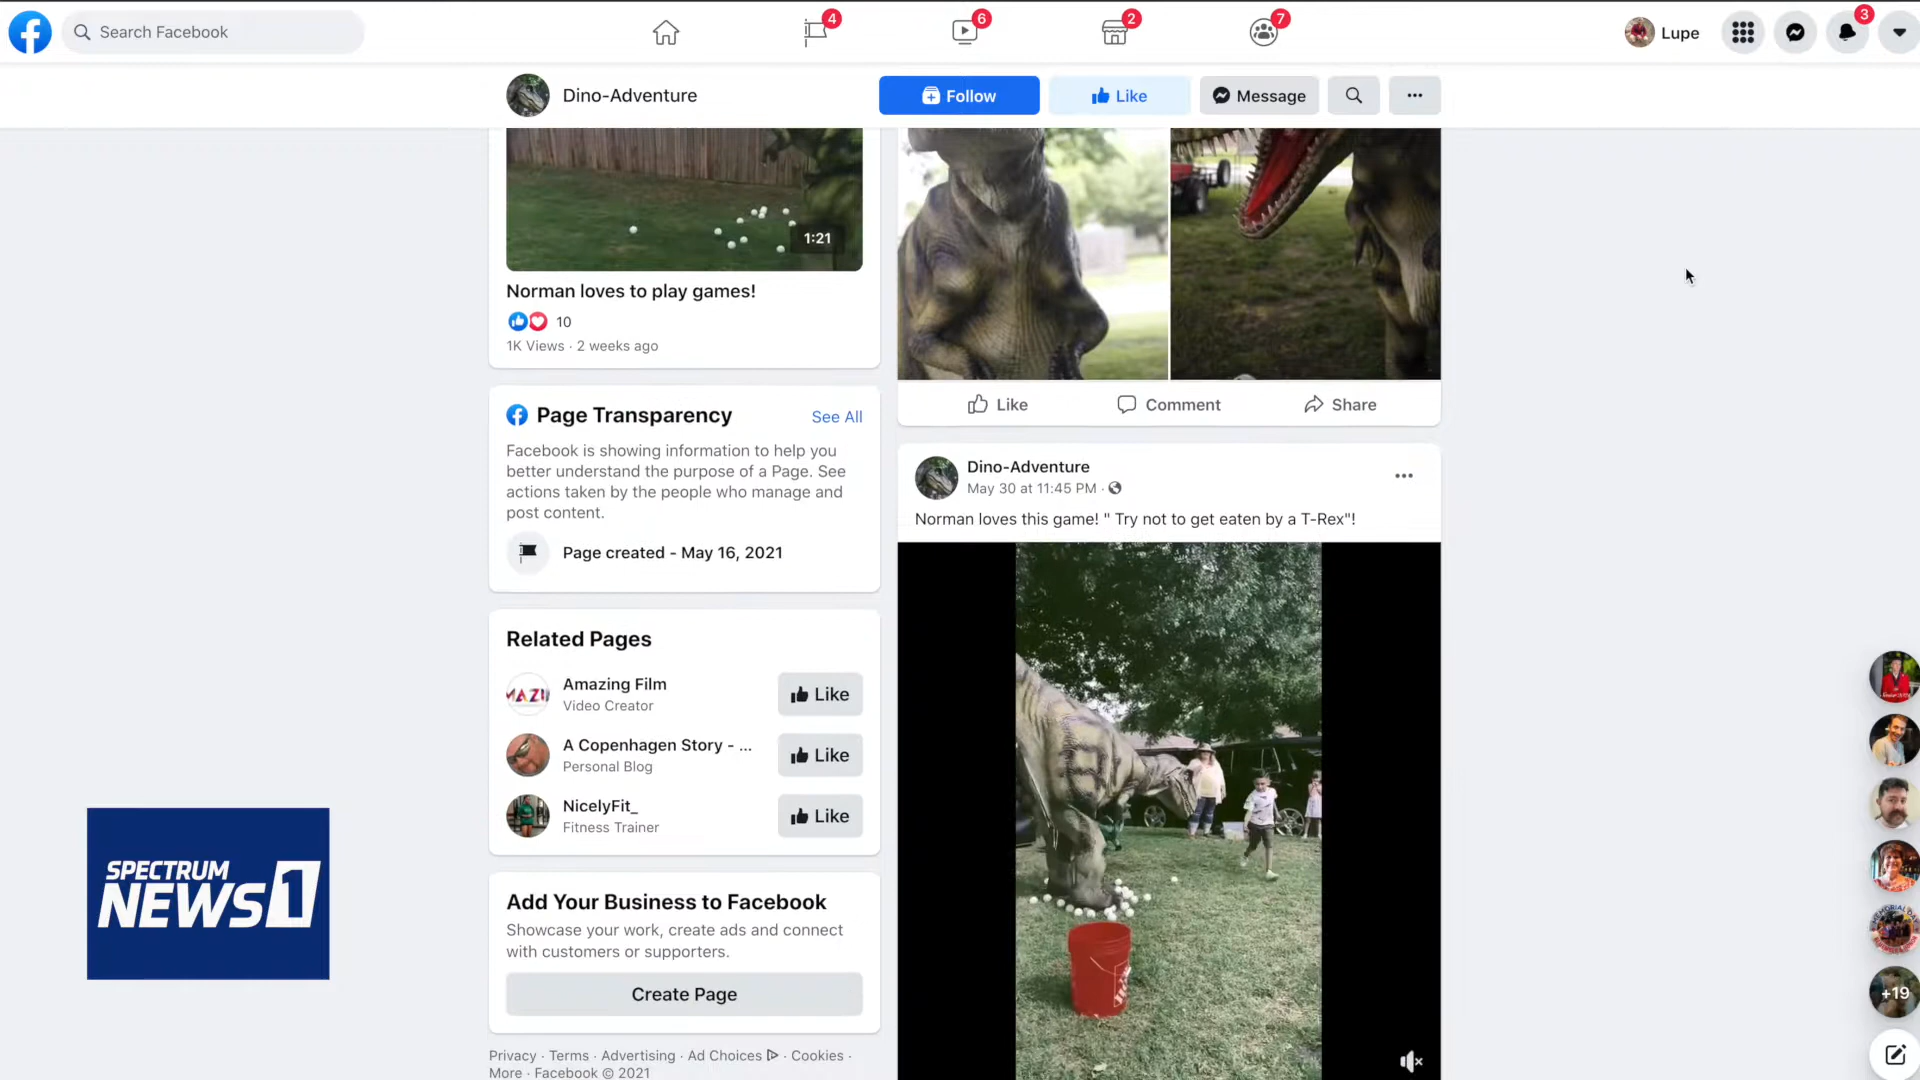 Search Facebook
4
6
2
7
Lupe
3
Dino-Adventure
Follow
Like
Message
1:21
Norman loves to play games!
10
1K Views · 2 weeks ago
Page Transparency
See All
Facebook is showing information to help you
better understand the purpose of a Page. See
actions taken by the people who manage and
post content.
Page created - May 16, 2021
Related Pages
Amazing Film
Video Creator
Like
A Copenhagen Story - ...
Personal Blog
Like
NicelyFit_
Fitness Trainer
Like
Add Your Business to Facebook
Showcase your work, create ads and connect
with customers or supporters.
Create Page
Privacy · Terms · Advertising · Ad Choices · Cookies ·
More · Facebook © 2021
Like
Comment
Share
Dino-Adventure
May 30 at 11:45 PM ·
Norman loves this game! " Try not to get eaten by a T-Rex"!
+19
SPECTRUM
NEWS 1